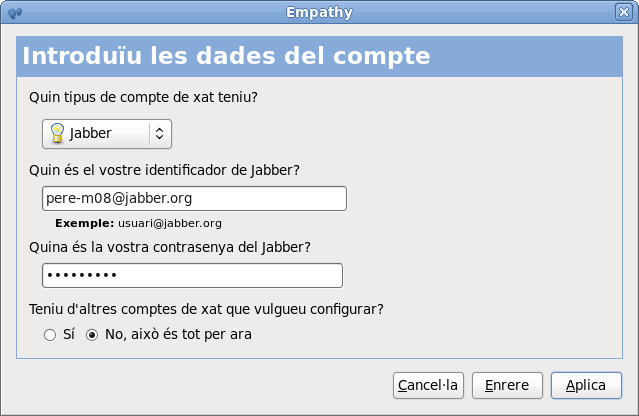 Empathy
Introduïu les dades del compte
Quin tipus de compte de xat teniu?
Jabber
Quin és el vostre identificador de Jabber?
pere-m08@jabber.org
Exemple: usuari@jabber.org
Quina és la vostra contrasenya del Jabber?
•••••••••
Teniu d'altres comptes de xat que vulgueu configurar?
Sí No, això és tot per ara
Cancel·la Enrere Aplica